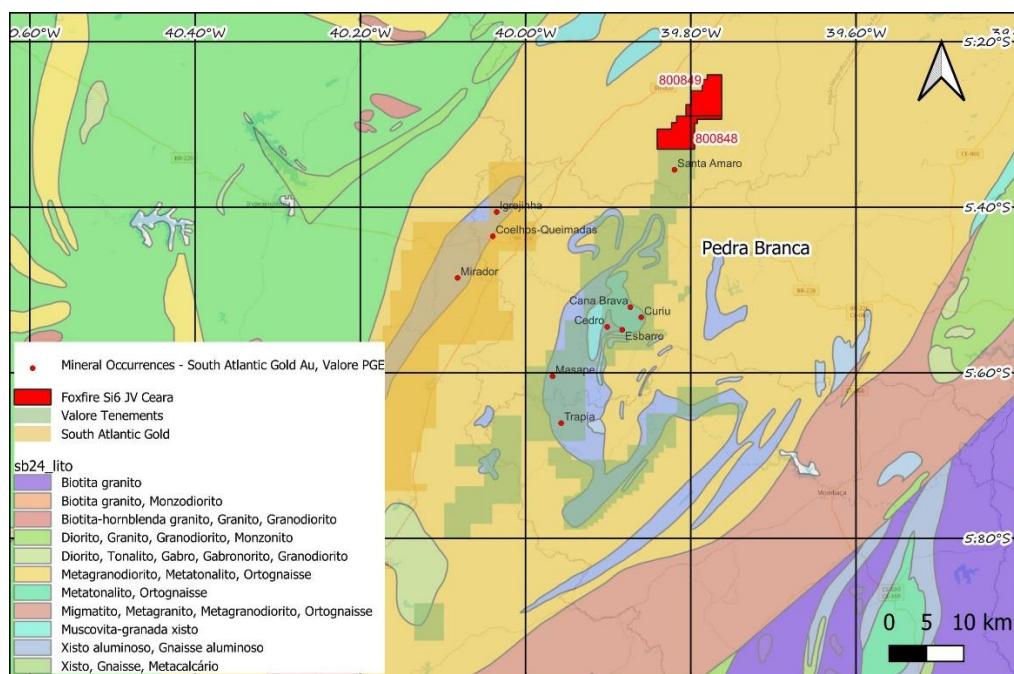 0.60°W 40.40°W 40.20°W 40.00°W 39.80°W 39.60°W 39.
5:20°S
800849
800848
Santa Amaro
Igrejinha
5:40°S
Coelhos-Queimadas
Pedra Branca
Mirador
Cana Brava
Curiu
Cedro
Esbarro
Masape
5:60°S
Trapia
Mineral Occurrences - South Atlantic Gold Au, Valore PGE
Foxfire Si6 JV Ceara
Valore Tenements
South Atlantic Gold
sb24_lito
Biotita granito
Biotita granito, Monzodiorito
Biotita-hornblenda granito, Granito, Granodiorito
Diorito, Granito, Granodiorito, Monzonito
Diorito, Tonalito, Gabro, Gabronorito, Granodiorito
Metagranodiorito, Metatonalito, Ortognaisse
Metatonalito, Ortognaisse
Migmatito, Metagranito, Metagranodiorito, Ortognaisse
Muscovita-granada xisto
Xisto aluminoso, Gnaisse aluminoso
Xisto, Gnaisse, Metacalcário
5:80°S
0 5 10 km